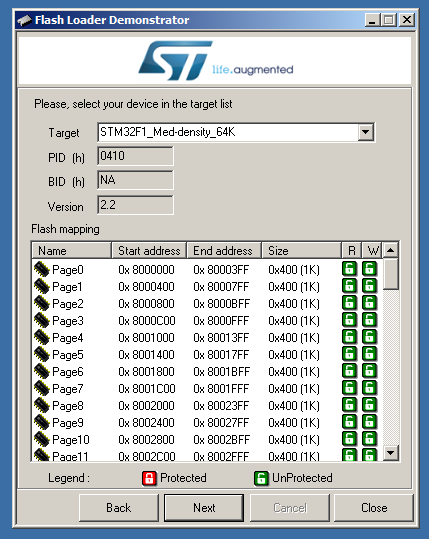 Flash Loader Demonstrator
ST life.augmented
Please, select your device in the target list
Target STM32F1_Med-density_64K
PID (h) 0410
BID (h) NA
Version 2.2
Flash mapping
Name Start address End address Size R W
Page0 0x 8000000 0x 80003FF 0x400 (1K)
Page1 0x 8000400 0x 80007FF 0x400 (1K)
Page2 0x 8000800 0x 8000BFF 0x400 (1K)
Page3 0x 8000C00 0x 8000FFF 0x400 (1K)
Page4 0x 8001000 0x 80013FF 0x400 (1K)
Page5 0x 8001400 0x 80017FF 0x400 (1K)
Page6 0x 8001800 0x 8001BFF 0x400 (1K)
Page7 0x 8001C00 0x 8001FFF 0x400 (1K)
Page8 0x 8002000 0x 80023FF 0x400 (1K)
Page9 0x 8002400 0x 80027FF 0x400 (1K)
Page10 0x 8002800 0x 8002BFF 0x400 (1K)
Page11 0x 8002C00 0x 8002FFF 0x400 (1K)
Legend : Protected UnProtected
Back Next Cancel Close